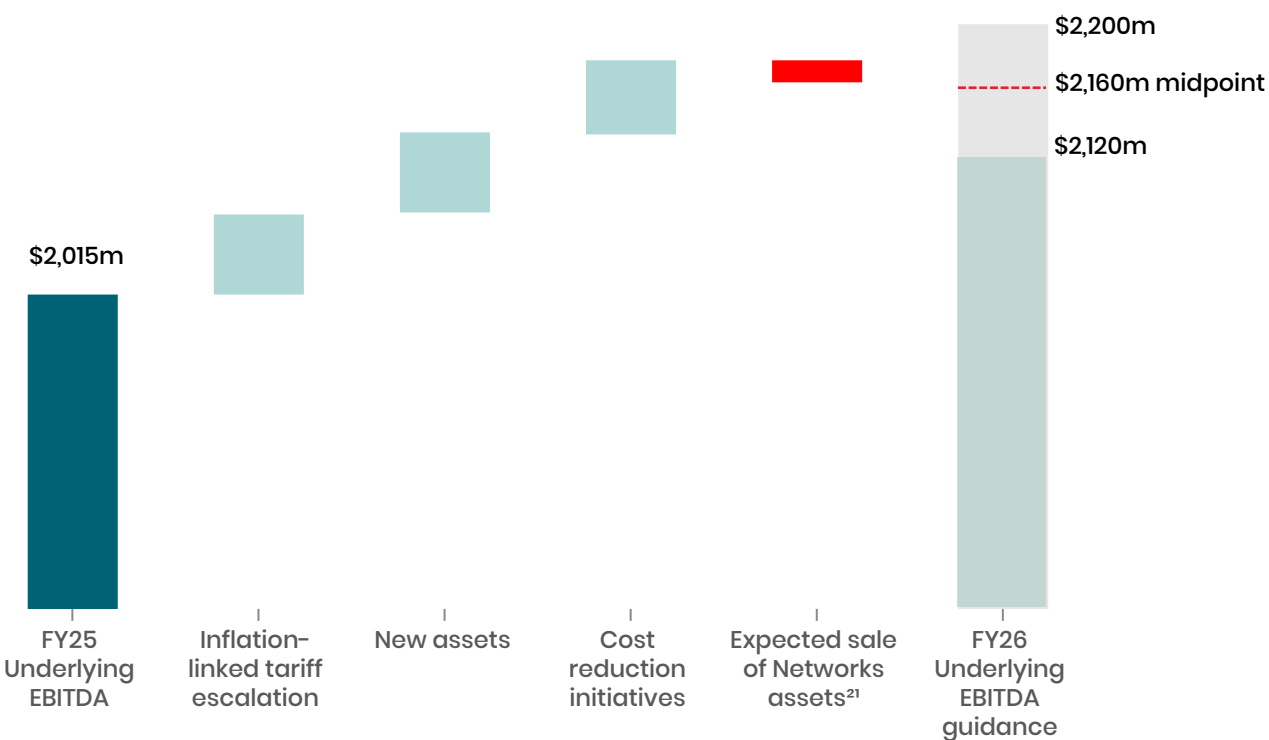 $2,200m
$2,160m midpoint
$2,120m
$2,015m
FY25
Underlying
EBITDA
Inflation-
linked tariff
escalation
New assets
Cost
reduction
initiatives
Expected sale
of Networks
assets²¹
FY26
Underlying
EBITDA
guidance